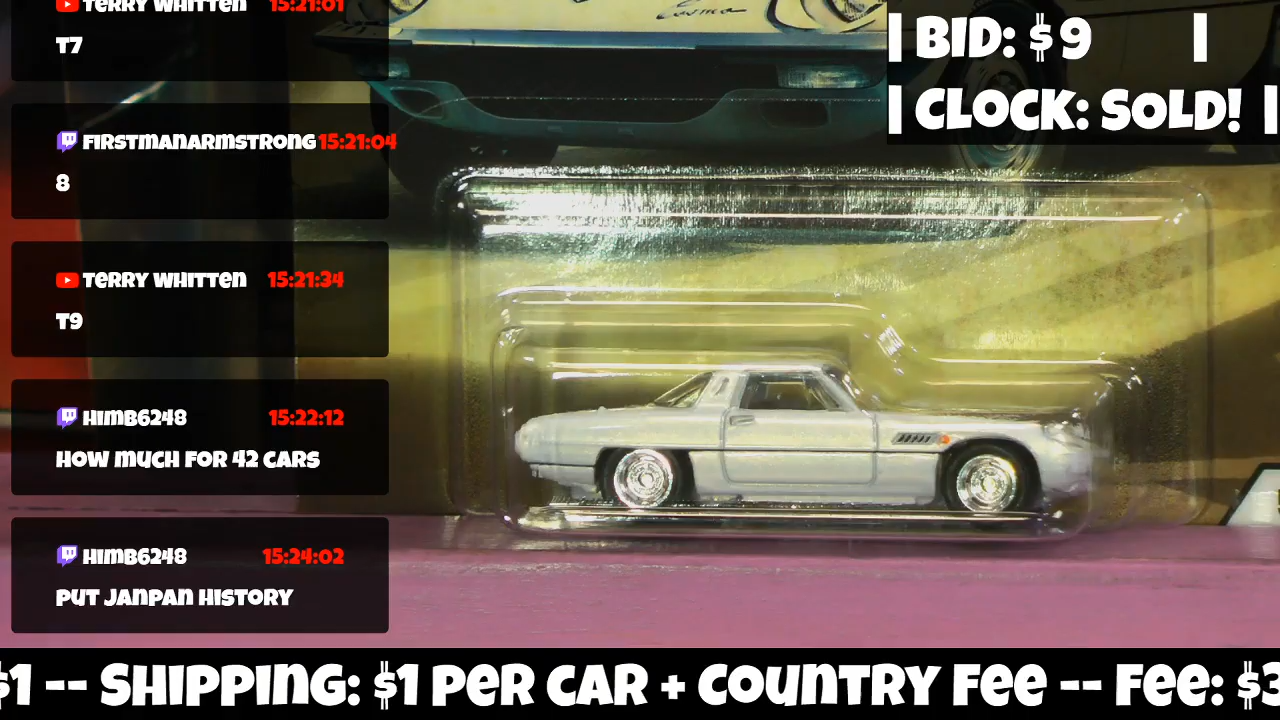 TERRY WHITTEN 15:21:01
T7
FIRSTMANARMSTRONG 15:21:04
8
TERRY WHITTEN 15:21:34
T9
HIMB6248 15:22:12
HOW MUCH FOR 42 CARS
HIMB6248 15:24:02
PUT JANPAN HISTORY
| BID: $9 |
| CLOCK: SOLD! |
Cosmo
$1 -- SHIPPING: $1 PER CAR + COUNTRY FEE -- FEE: $3